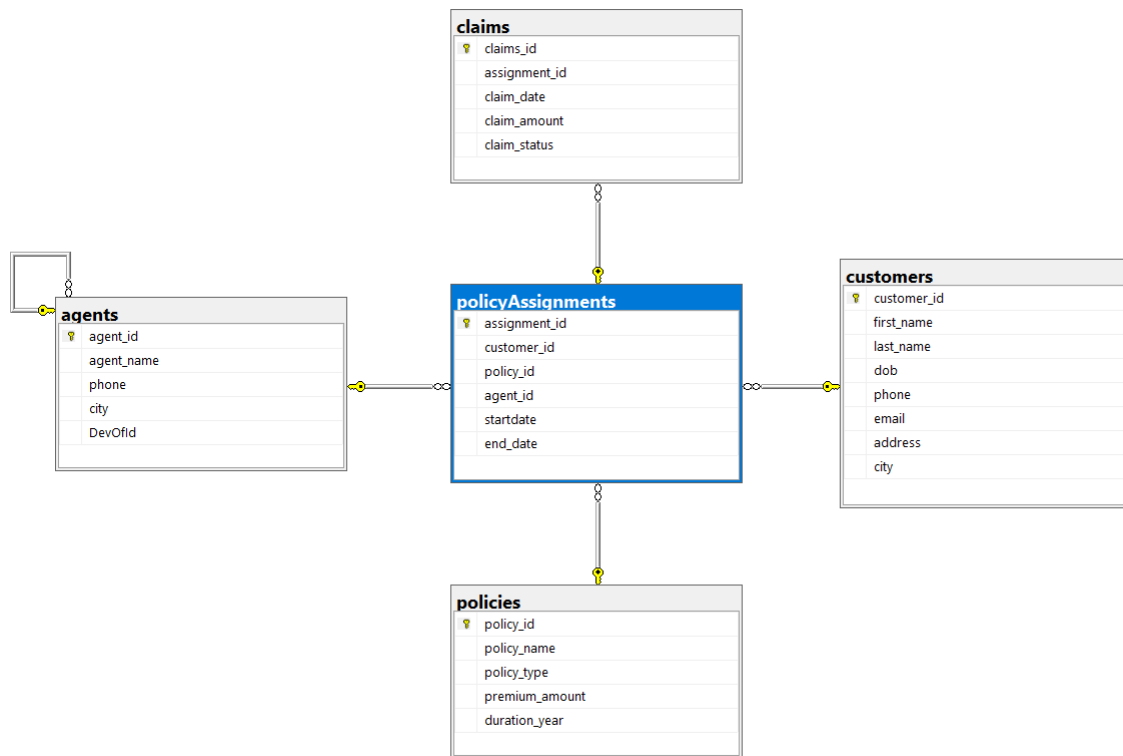 claims
claims_id
assignment_id
claim_date
claim_amount
claim_status
agents
agent_id
agent_name
phone
city
DevOfId
policyAssignments
assignment_id
customer_id
policy_id
agent_id
startdate
end_date
customers
customer_id
first_name
last_name
dob
phone
email
address
city
policies
policy_id
policy_name
policy_type
premium_amount
duration_year